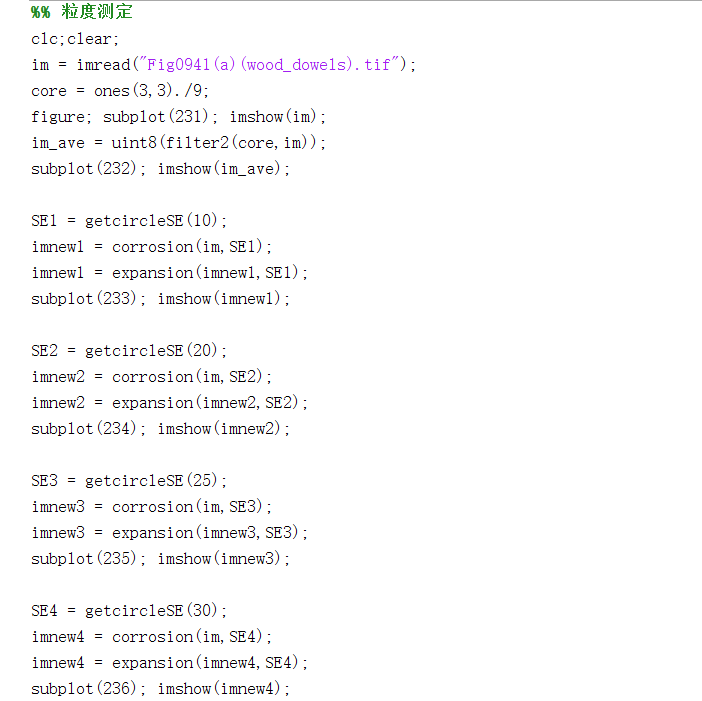 %% 粒度测定
clc;clear;
im = imread("Fig0941(a)(wood_dowels).tif");
core = ones(3,3)./9;
figure; subplot(231); imshow(im);
im_ave = uint8(filter2(core,im));
subplot(232); imshow(im_ave);
SE1 = getcircleSE(10);
imnew1 = corrosion(im,SE1);
imnew1 = expansion(imnew1,SE1);
subplot(233); imshow(imnew1);
SE2 = getcircleSE(20);
imnew2 = corrosion(im,SE2);
imnew2 = expansion(imnew2,SE2);
subplot(234); imshow(imnew2);
SE3 = getcircleSE(25);
imnew3 = corrosion(im,SE3);
imnew3 = expansion(imnew3,SE3);
subplot(235); imshow(imnew3);
SE4 = getcircleSE(30);
imnew4 = corrosion(im,SE4);
imnew4 = expansion(imnew4,SE4);
subplot(236); imshow(imnew4);